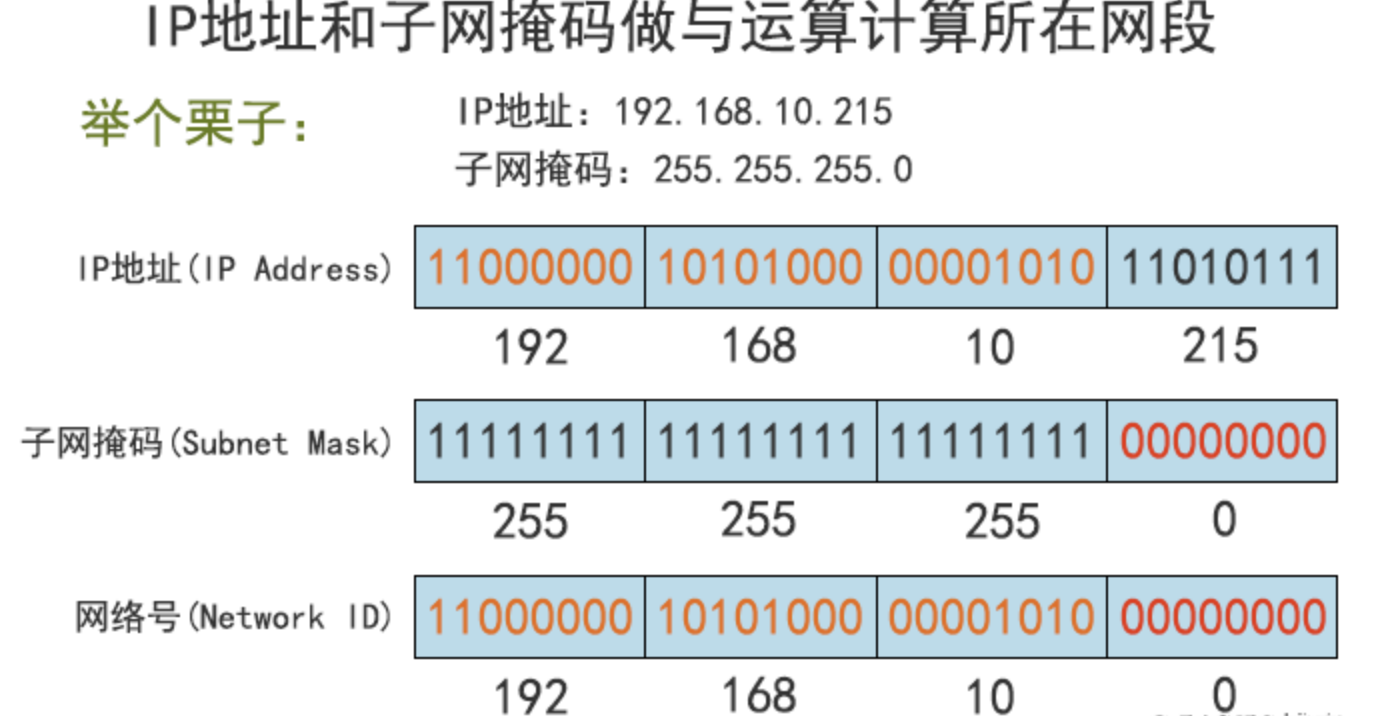 IP地址和子网掩码做与运算计算所在网段
举个栗子：
IP地址：192.168.10.215
子网掩码：255.255.255.0
IP地址(IP Address) 11000000 10101000 00001010 11010111
192 168 10 215
子网掩码(Subnet Mask) 11111111 11111111 11111111 00000000
255 255 255 0
网络号(Network ID) 11000000 10101000 00001010 00000000
192 168 10 0